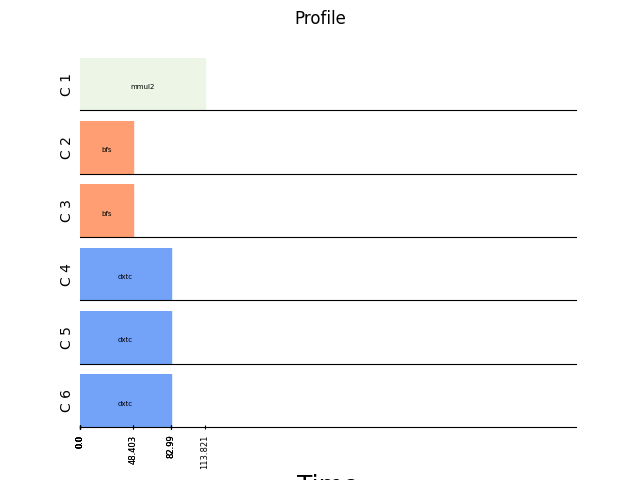 Profile
C 1
mmul2
C 2
bfs
C 3
bfs
C 4
dxtc
C 5
dxtc
C 6
dxtc
0.0
48.403
82.99
113.821
Time